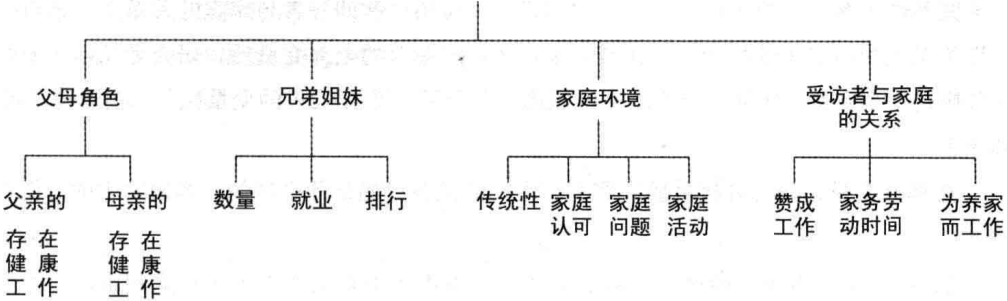 父母角色
兄弟姐妹
家庭环境
受访者与家庭
的关系
父亲的
母亲的
数量
就业
排行
传统性
家庭
认可
家庭
问题
家庭
活动
赞成
工作
家务劳
动时间
为养家
而工作
存在
健康
工作
存在
健康
工作